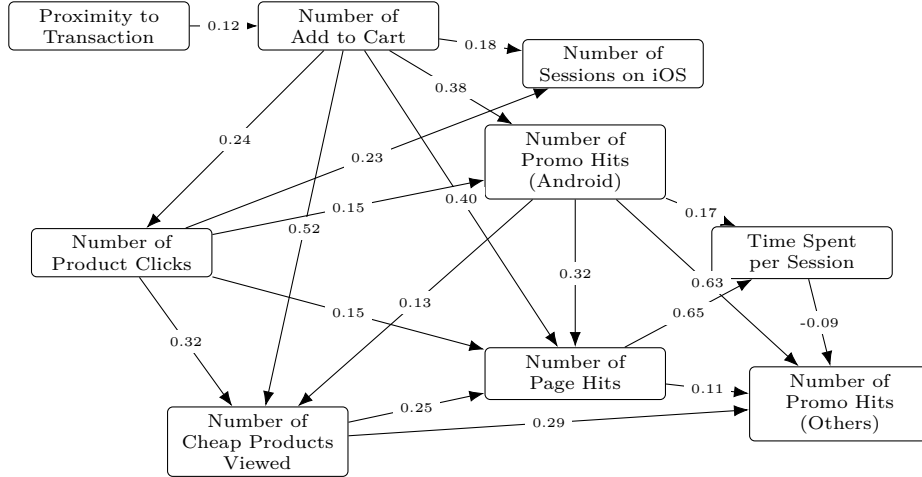 Proximity to
Transaction
0.12
Number of
Add to Cart
0.18
Number of
Sessions on iOS
0.38
0.24
0.23
Number of
Promo Hits
(Android)
0.15
0.40
0.17
0.52
Number of
Product Clicks
Time Spent
per Session
0.32
0.63
0.13
0.15
0.65
-0.09
0.32
Number of
Page Hits
0.11
Number of
Promo Hits
(Others)
0.25
0.29
Number of
Cheap Products
Viewed